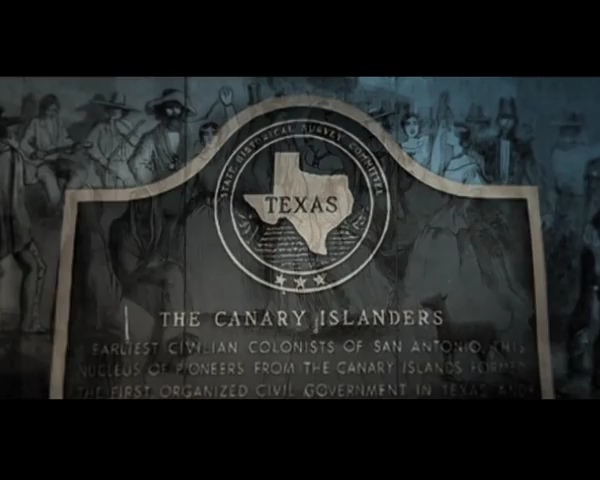 STATE HISTORICAL SURVEY COMMITTEE
TEXAS
THE CANARY ISLANDERS
EARLIEST CIVILIAN COLONISTS OF SAN ANTONIO, THIS
NUCLEUS OF PIONEERS FROM THE CANARY ISLANDS FORMED
THE FIRST ORGANIZED CIVIL GOVERNMENT IN TEXAS AND